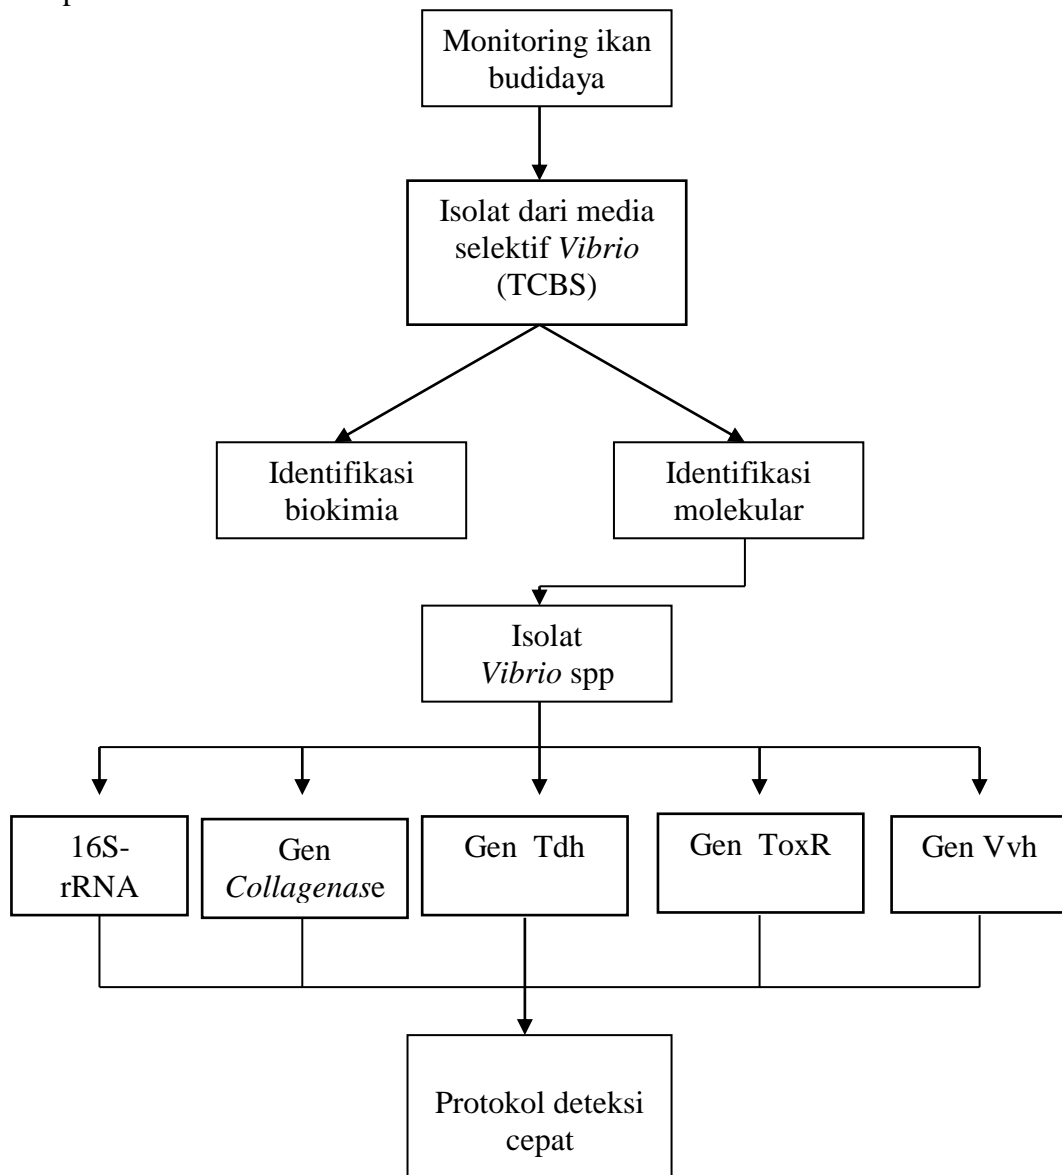 Monitoring ikan
budidaya
Isolat dari media
selektif Vibrio
(TCBS)
Identifikasi
biokimia
Identifikasi
molekular
Isolat
Vibrio spp
16S-
rRNA
Gen
Collagenase
Gen Tdh
Gen ToxR
Gen Vvh
Protokol deteksi
cepat